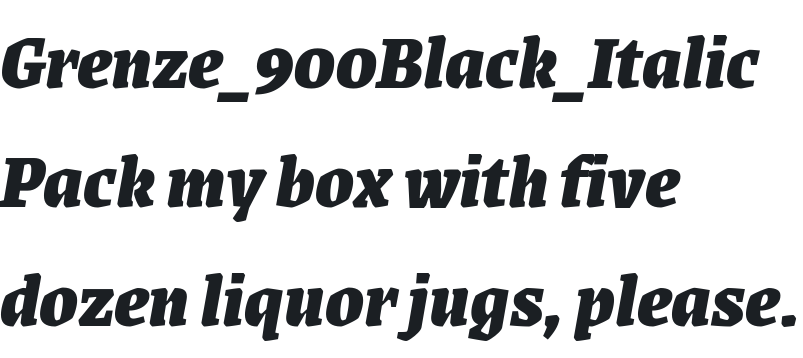 Grenze_900Black_Italic
Pack my box with five
dozen liquor jugs, please.